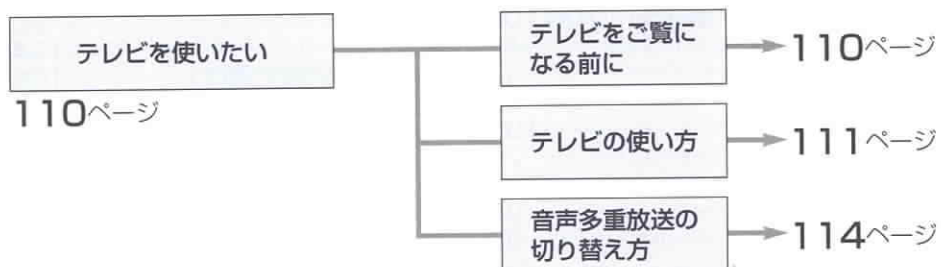 テレビを使いたい
110ページ
テレビをご覧に
なる前に
110ページ
テレビの使い方
111ページ
音声多重放送の
切り替え方
114ページ